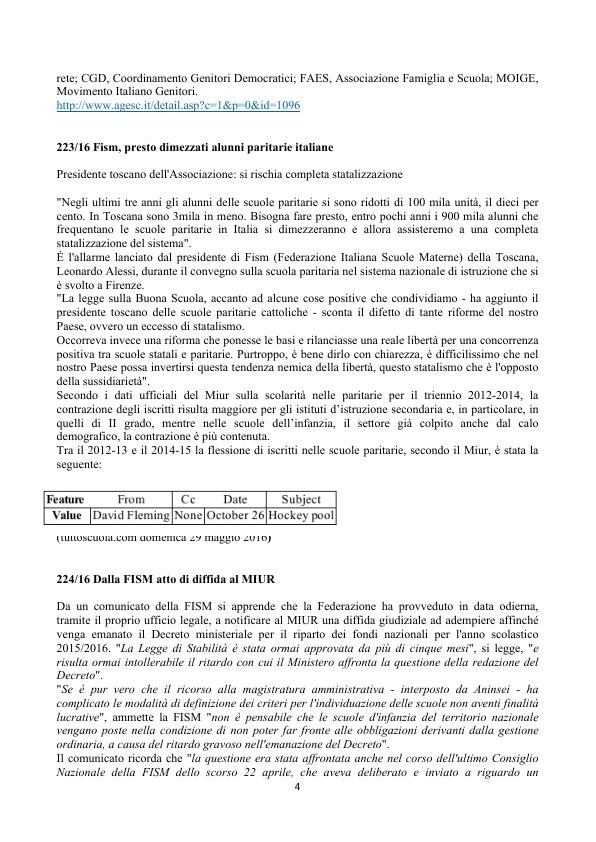 rete; CGD, Coordinamento Genitori Democratici; FAES, Associazione Famiglia e Scuola; MOIGE,
Movimento Italiano Genitori.
http://www.agesc.it/detail.asp?c=1&p=0&id=1096
223/16 Fism, presto dimezzati alunni paritarie italiane
Presidente toscano dell'Associazione: si rischia completa statalizzazione
"Negli ultimi tre anni gli alunni delle scuole paritarie si sono ridotti di 100 mila unità, il dieci per
cento. In Toscana sono 3mila in meno. Bisogna fare presto, entro pochi anni i 900 mila alunni che
frequentano le scuole paritarie in Italia si dimezzeranno e allora assisteremo a una completa
statalizzazione del sistema".
È l'allarme lanciato dal presidente di Fism (Federazione Italiana Scuole Materne) della Toscana,
Leonardo Alessi, durante il convegno sulla scuola paritaria nel sistema nazionale di istruzione che si
è svolto a Firenze.
"La legge sulla Buona Scuola, accanto ad alcune cose positive che condividiamo - ha aggiunto il
presidente toscano delle scuole paritarie cattoliche - sconta il difetto di tante riforme del nostro
Paese, ovvero un eccesso di statalismo.
Occorreva invece una riforma che ponesse le basi e rilanciasse una reale libertà per una concorrenza
positiva tra scuole statali e paritarie. Purtroppo, è bene dirlo con chiarezza, è difficilissimo che nel
nostro Paese possa invertirsi questa tendenza nemica della libertà, questo statalismo che è l'opposto
della sussidiarietà".
Secondo i dati ufficiali del Miur sulla scolarità nelle paritarie per il triennio 2012-2014, la
contrazione degli iscritti risulta maggiore per gli istituti d'istruzione secondaria e, in particolare, in
quelli di II grado, mentre nelle scuole dell'infanzia, il settore già colpito anche dal calo
demografico, la contrazione è più contenuta.
Tra il 2012-13 e il 2014-15 la flessione di iscritti nelle scuole paritarie, secondo il Miur, è stata la
seguente:
Feature From Cc Date Subject
Value David Fleming None October 26 Hockey pool
(tuttoscuola.com domenica 29 maggio 2016)
224/16 Dalla FISM atto di diffida al MIUR
Da un comunicato della FISM si apprende che la Federazione ha provveduto in data odierna,
tramite il proprio ufficio legale, a notificare al MIUR una diffida giudiziale ad adempiere affinché
venga emanato il Decreto ministeriale per il riparto dei fondi nazionali per l'anno scolastico
2015/2016. "La Legge di Stabilità è stata ormai approvata da più di cinque mesi", si legge, "e
risulta ormai intollerabile il ritardo con cui il Ministero affronta la questione della redazione del
Decreto".
"Se è pur vero che il ricorso alla magistratura amministrativa - interposto da Aninsei - ha
complicato le modalità di definizione dei criteri per l'individuazione delle scuole non aventi finalità
lucrative", ammette la FISM "non è pensabile che le scuole d'infanzia del territorio nazionale
vengano poste nella condizione di non poter far fronte alle obbligazioni derivanti dalla gestione
ordinaria, a causa del ritardo gravoso nell'emanazione del Decreto".
Il comunicato ricorda che "la questione era stata affrontata anche nel corso dell'ultimo Consiglio
Nazionale della FISM dello scorso 22 aprile, che aveva deliberato e inviato a riguardo un
4